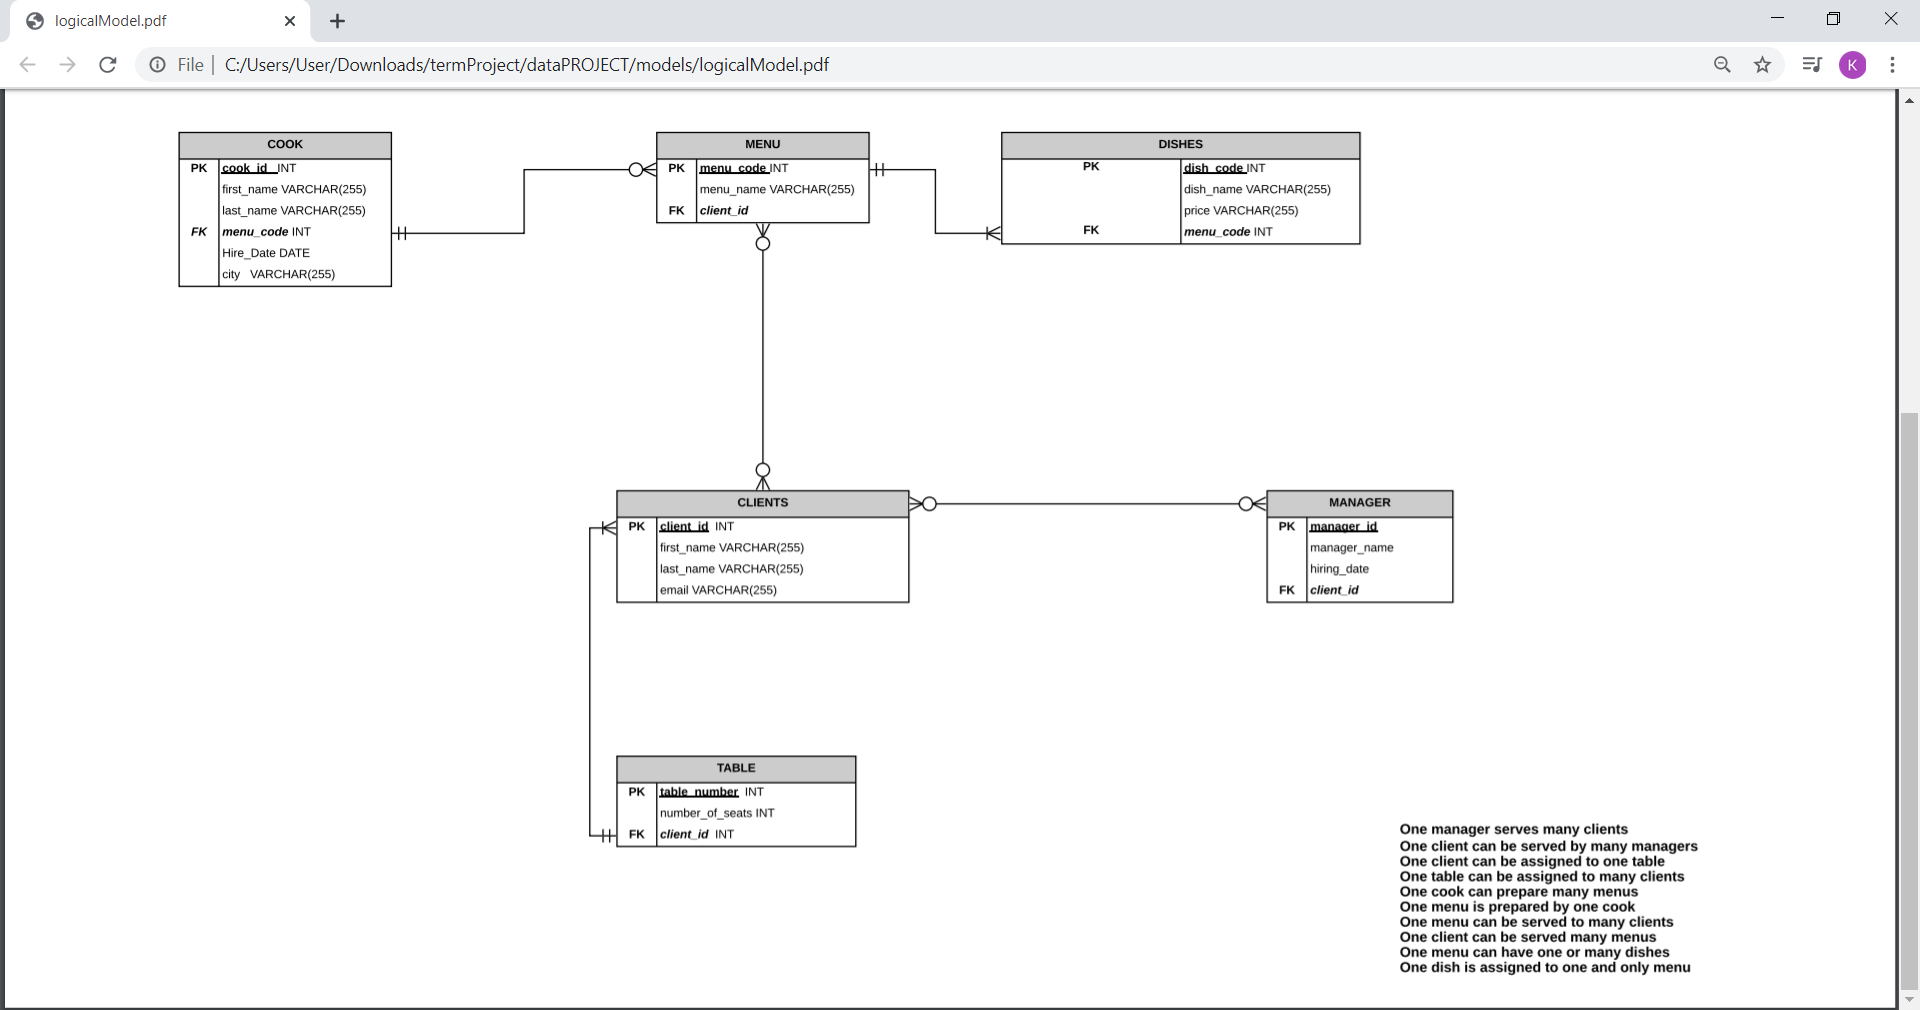 logicalModel.pdf
File | C:/Users/User/Downloads/termProject/dataPROJECT/models/logicalModel.pdf
K
COOK
PK cook_id INT
first_name VARCHAR(255)
last_name VARCHAR(255)
FK menu_code INT
Hire_Date DATE
city VARCHAR(255)
MENU
PK menu_code INT
menu_name VARCHAR(255)
FK client_id
DISHES
PK dish_code INT
dish_name VARCHAR(255)
price VARCHAR(255)
FK menu_code INT
CLIENTS
PK client_id INT
first_name VARCHAR(255)
last_name VARCHAR(255)
email VARCHAR(255)
MANAGER
PK manager_id
manager_name
hiring_date
FK client_id
TABLE
PK table_number INT
number_of_seats INT
FK client_id INT
One manager serves many clients
One client can be served by many managers
One client can be assigned to one table
One table can be assigned to many clients
One cook can prepare many menus
One menu is prepared by one cook
One menu can be served to many clients
One client can be served many menus
One menu can have one or many dishes
One dish is assigned to one and only menu